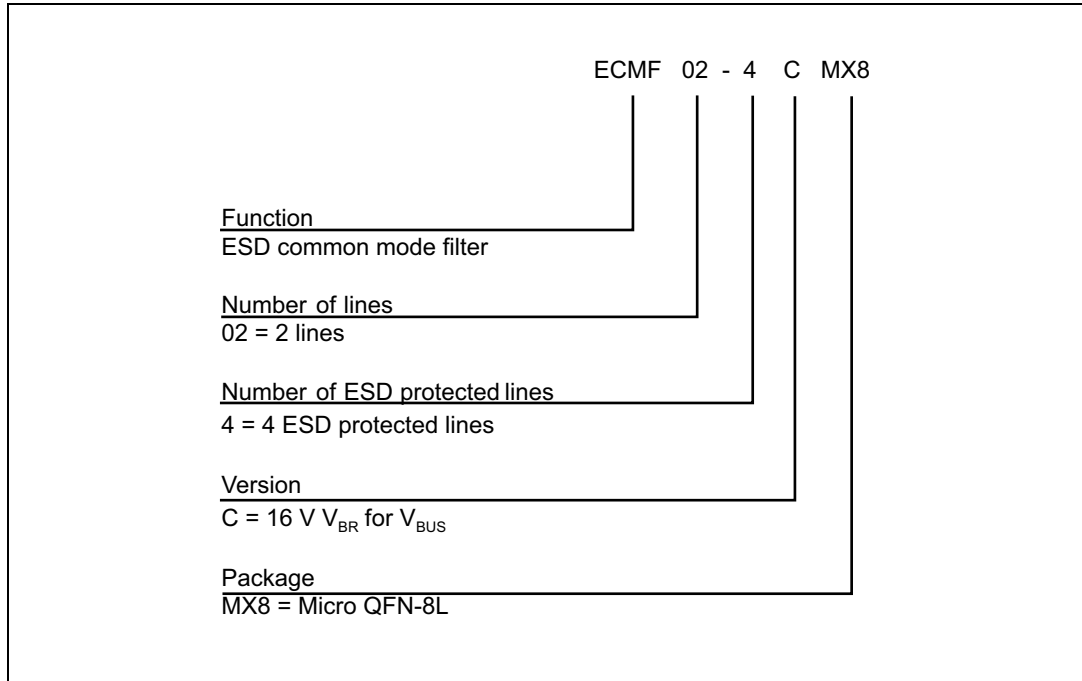 ECMF 02 - 4 C MX8
Function
ESD common mode filter
Number of lines
02 = 2 lines
Number of ESD protected lines
4 = 4 ESD protected lines
Version
C = 16 V VBR for VBUS
Package
MX8 = Micro QFN-8L